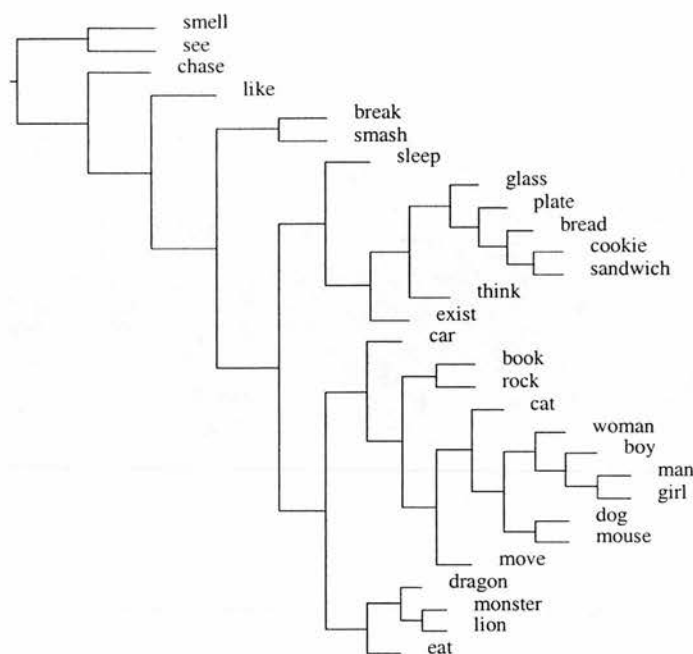 smell
see
chase
like
break
smash
sleep
glass
plate
bread
cookie
sandwich
think
exist
car
book
rock
cat
woman
boy
man
girl
dog
mouse
move
dragon
monster
lion
eat